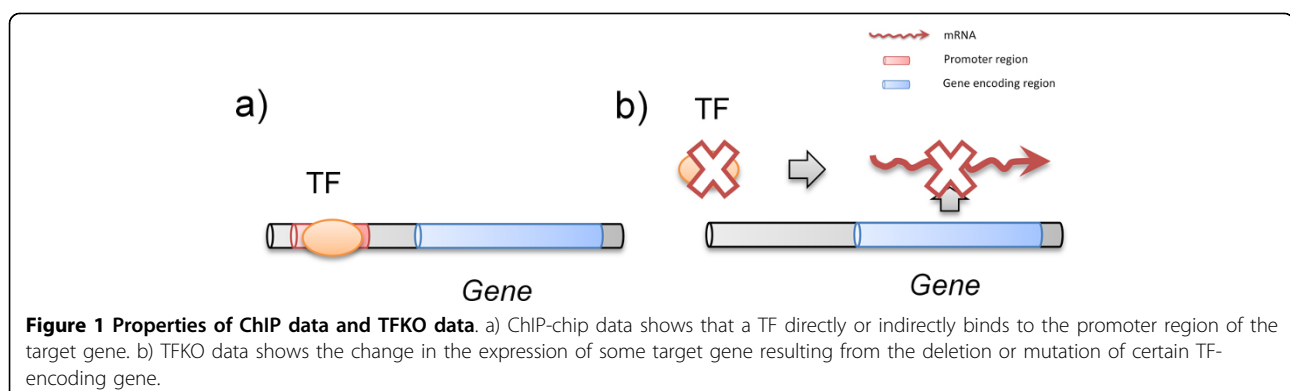 mRNA
Promoter region
Gene encoding region
a)
b)
TF
TF
Gene
Gene
Figure 1 Properties of ChIP data and TFKO data. a) ChIP-chip data shows that a TF directly or indirectly binds to the promoter region of the
target gene. b) TFKO data shows the change in the expression of some target gene resulting from the deletion or mutation of certain TF-
encoding gene.